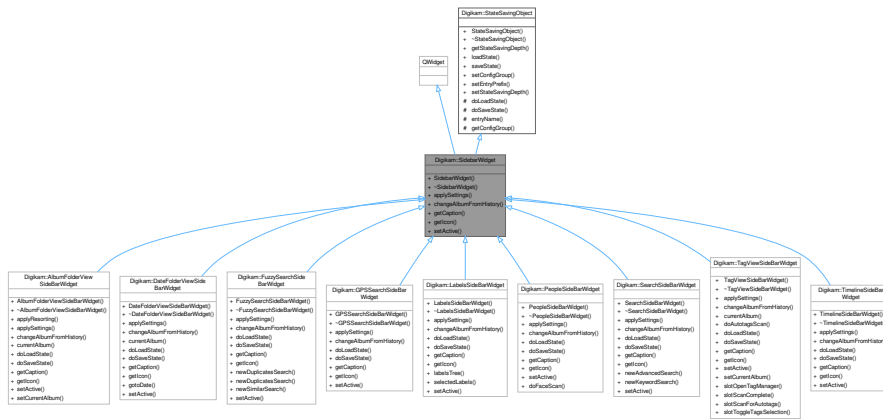 Digikam::StateSavingObject
+ StateSavingObject()
+ ~StateSavingObject()
+ getStateSavingDepth()
+ loadState()
+ saveState()
+ setConfigGroup()
+ setEntryPrefix()
+ setStateSavingDepth()
# doLoadState()
# doSaveState()
# entryName()
# getConfigGroup()
QWidget
Digikam::SidebarWidget
+ SidebarWidget()
+ ~SidebarWidget()
+ applySettings()
+ changeAlbumFromHistory()
+ getCaption()
+ getIcon()
+ setActive()
Digikam::AlbumFolderView
SideBarWidget
+ AlbumFolderViewSideBarWidget()
+ ~AlbumFolderViewSideBarWidget()
+ applyResorting()
+ applySettings()
+ changeAlbumFromHistory()
+ currentAlbum()
+ doLoadState()
+ doSaveState()
+ getCaption()
+ getIcon()
+ setActive()
+ setCurrentAlbum()
Digikam::DateFolderViewSide
BarWidget
+ DateFolderViewSideBarWidget()
+ ~DateFolderViewSideBarWidget()
+ applySettings()
+ changeAlbumFromHistory()
+ currentAlbum()
+ doLoadState()
+ doSaveState()
+ getCaption()
+ getIcon()
+ gotoDate()
+ setActive()
Digikam::FuzzySearchSide
BarWidget
+ FuzzySearchSideBarWidget()
+ ~FuzzySearchSideBarWidget()
+ applySettings()
+ changeAlbumFromHistory()
+ doLoadState()
+ doSaveState()
+ getCaption()
+ getIcon()
+ newDuplicatesSearch()
+ newDuplicatesSearch()
+ newSimilarSearch()
+ setActive()
Digikam::GPSSearchSideBar
Widget
+ GPSSearchSideBarWidget()
+ ~GPSSearchSideBarWidget()
+ applySettings()
+ changeAlbumFromHistory()
+ doLoadState()
+ doSaveState()
+ getCaption()
+ getIcon()
+ setActive()
Digikam::LabelsSideBarWidget
+ LabelsSideBarWidget()
+ ~LabelsSideBarWidget()
+ applySettings()
+ changeAlbumFromHistory()
+ doLoadState()
+ doSaveState()
+ getCaption()
+ getIcon()
+ labelsTree()
+ selectedLabels()
+ setActive()
Digikam::PeopleSideBarWidget
+ PeopleSideBarWidget()
+ ~PeopleSideBarWidget()
+ applySettings()
+ changeAlbumFromHistory()
+ doLoadState()
+ doSaveState()
+ getCaption()
+ getIcon()
+ setActive()
+ doFaceScan()
Digikam::SearchSideBarWidget
+ SearchSideBarWidget()
+ ~SearchSideBarWidget()
+ applySettings()
+ changeAlbumFromHistory()
+ doLoadState()
+ doSaveState()
+ getCaption()
+ getIcon()
+ newAdvancedSearch()
+ newKeywordSearch()
+ setActive()
Digikam::TagViewSideBarWidget
+ TagViewSideBarWidget()
+ ~TagViewSideBarWidget()
+ applySettings()
+ changeAlbumFromHistory()
+ currentAlbum()
+ doAutotagsScan()
+ doLoadState()
+ doSaveState()
+ getCaption()
+ getIcon()
+ setActive()
+ setCurrentAlbum()
+ slotOpenTagManager()
+ slotScanComplete()
+ slotScanForAutotags()
+ slotToggleTagsSelection()
Digikam::TimelineSideBar
Widget
+ TimelineSideBarWidget()
+ ~TimelineSideBarWidget()
+ applySettings()
+ changeAlbumFromHistory()
+ doLoadState()
+ doSaveState()
+ getCaption()
+ getIcon()
+ setActive()